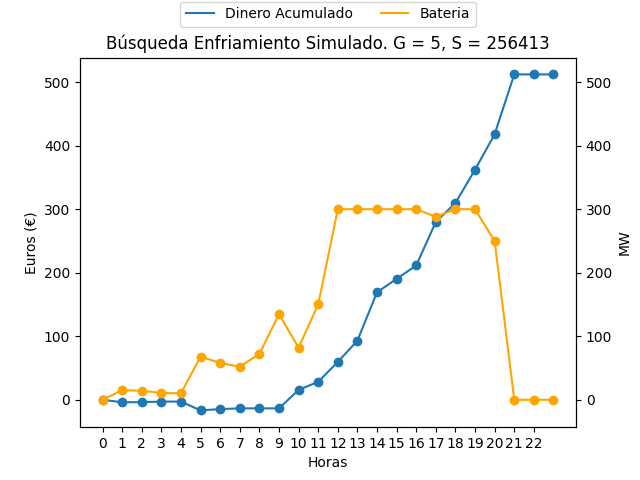 Dinero Acumulado Bateria
Búsqueda Enfriamiento Simulado. G = 5, S = 256413
500 500
400 400
300 300
200 200
100 100
0 0
Euros (€)
MW
0 1 2 3 4 5 6 7 8 9 10 11 12 13 14 15 16 17 18 19 20 21 22
Horas